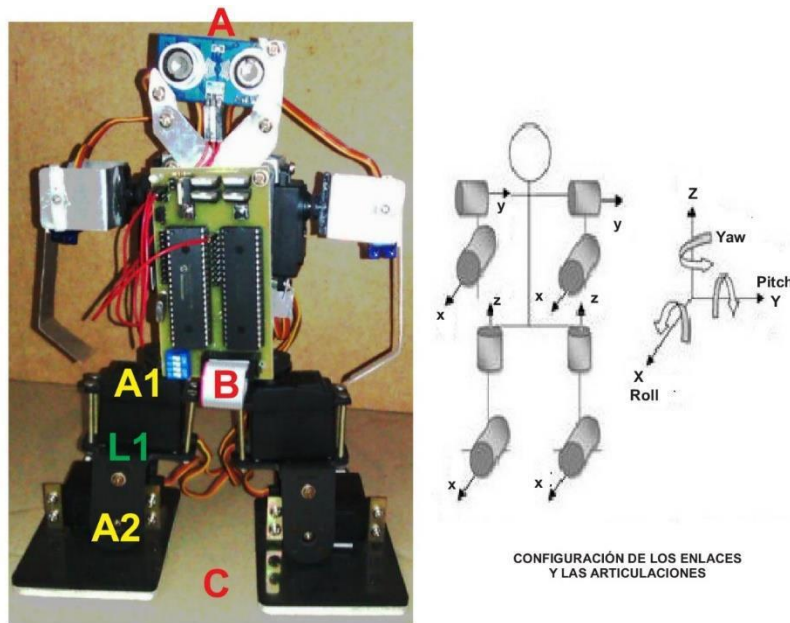 A
A1
B
L1
A2
C
y
y
x
x
z
z
x
x
Z
Yaw
Pitch
Y
X
Roll
CONFIGURACIÓN DE LOS ENLACES
Y LAS ARTICULACIONES